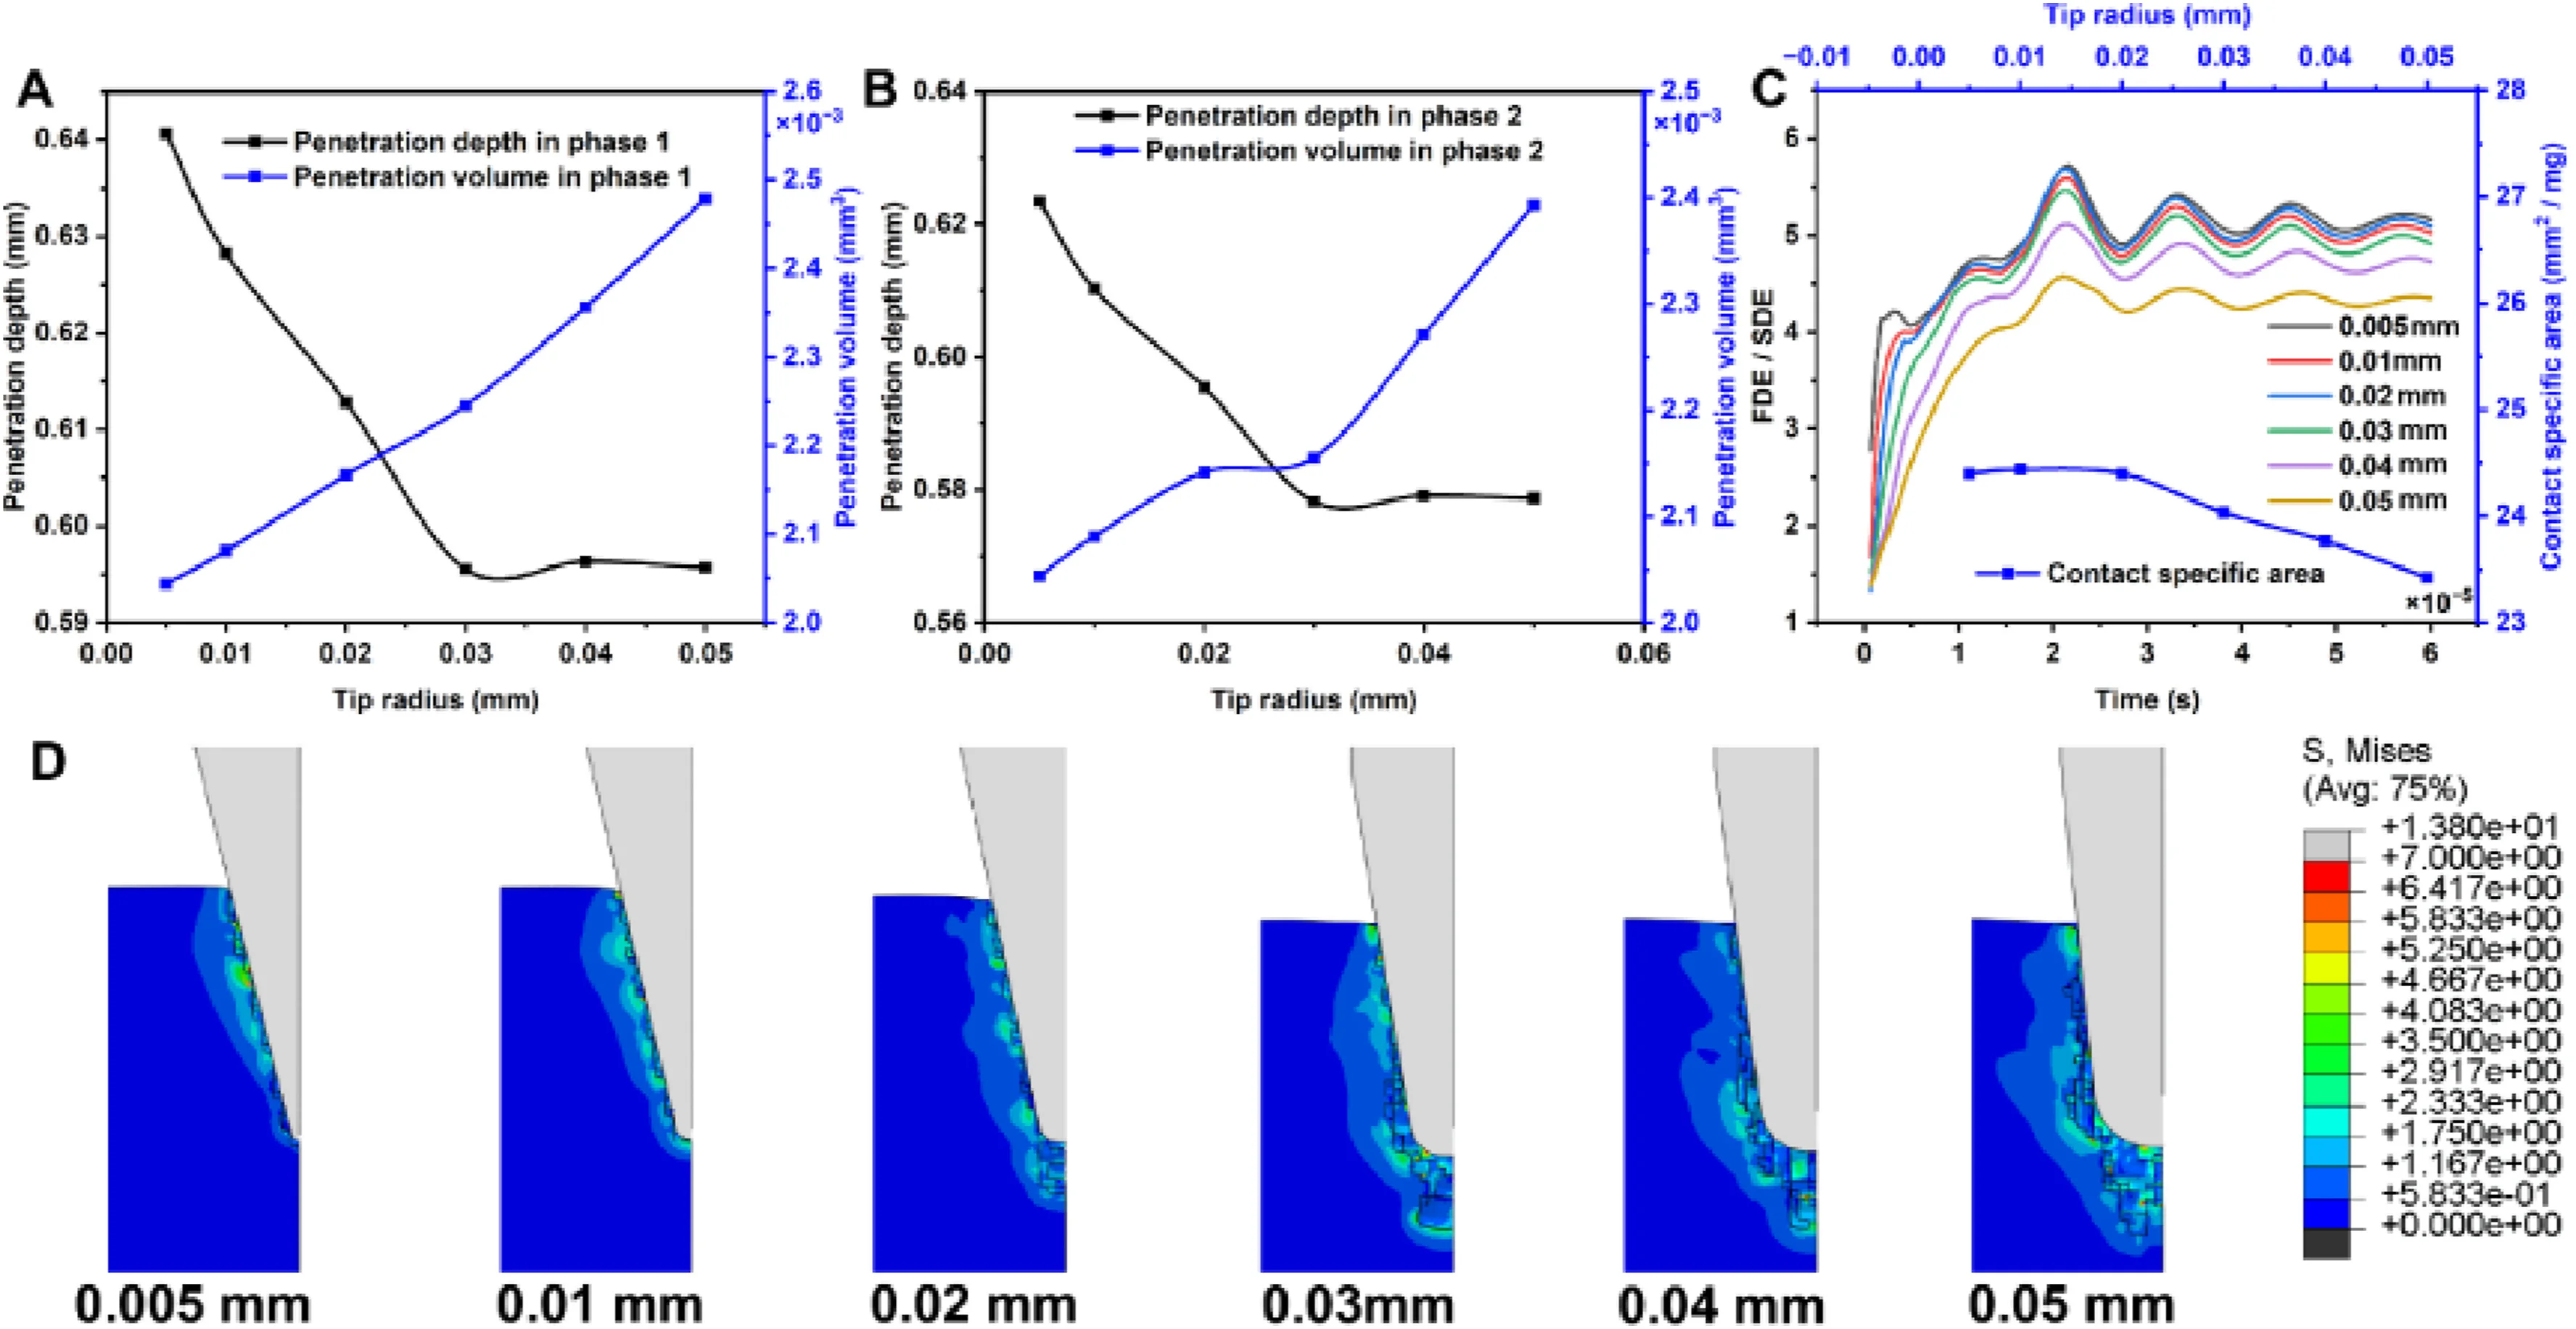 A
Penetration depth (mm)
0.64
0.63
0.62
0.61
0.60
0.59
0.00 0.01 0.02 0.03 0.04 0.05
Tip radius (mm)
Penetration depth in phase 1
Penetration volume in phase 1
2.6
×10⁻³
2.5
2.4
2.3
2.2
2.1
2.0
Penetration volume (mm³)
B
Penetration depth (mm)
0.64
0.62
0.60
0.58
0.56
0.00 0.02 0.04 0.06
Tip radius (mm)
Penetration depth in phase 2
Penetration volume in phase 2
2.5
×10⁻³
2.4
2.3
2.2
2.1
2.0
Penetration volume (mm³)
C
Tip radius (mm)
−0.01 0.00 0.01 0.02 0.03 0.04 0.05
FDE / SDE
6
5
4
3
2
1
0 1 2 3 4 5 6
Time (s)
0.005mm
0.01mm
0.02 mm
0.03 mm
0.04 mm
0.05 mm
Contact specific area
×10⁻⁵
28
27
26
25
24
23
Contact specific area (mm² / mg)
D
0.005 mm 0.01 mm 0.02 mm 0.03mm 0.04 mm 0.05 mm
S, Mises
(Avg: 75%)
+1.380e+01
+7.000e+00
+6.417e+00
+5.833e+00
+5.250e+00
+4.667e+00
+4.083e+00
+3.500e+00
+2.917e+00
+2.333e+00
+1.750e+00
+1.167e+00
+5.833e-01
+0.000e+00